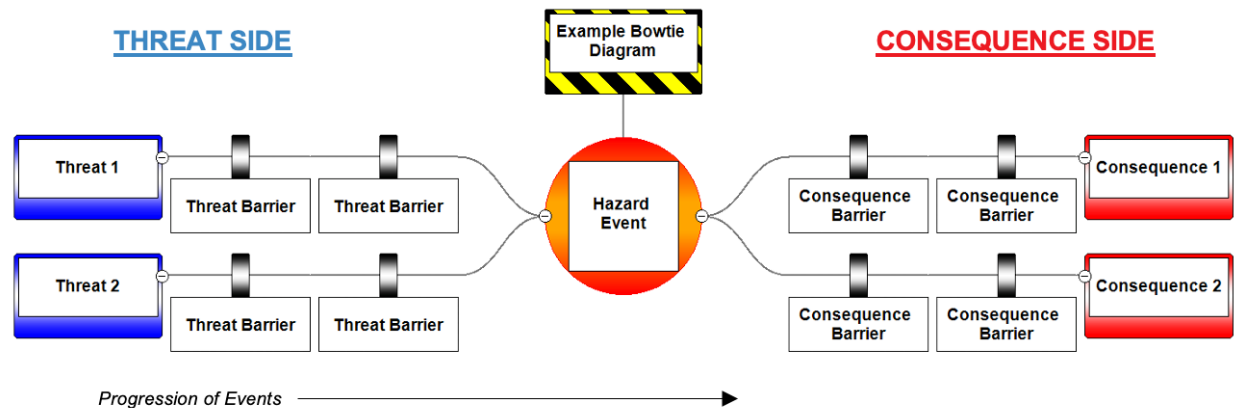 THREAT SIDE
Example Bowtie
Diagram
CONSEQUENCE SIDE
Threat 1
Threat Barrier
Threat Barrier
Hazard
Event
Consequence
Barrier
Consequence
Barrier
Consequence 1
Threat 2
Threat Barrier
Threat Barrier
Consequence
Barrier
Consequence
Barrier
Consequence 2
Progression of Events